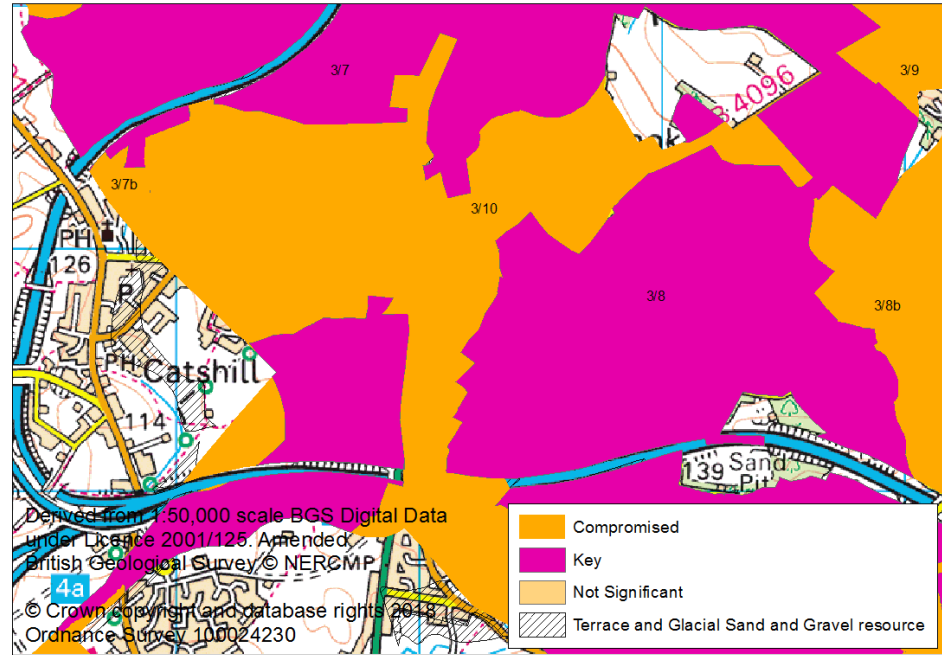 3/7
3/9
B 4096
3/7b
3/10
PH
126
P
3/8
3/8b
PH
Catshill
114
139 Sand
Pit
Derived from 1:50,000 scale BGS Digital Data
under Licence 2001/125. Amended.
British Geological Survey © NERCMP
4a
© Crown copyright and database rights 2018
Ordnance Survey 100024230
Compromised
Key
Not Significant
Terrace and Glacial Sand and Gravel resource